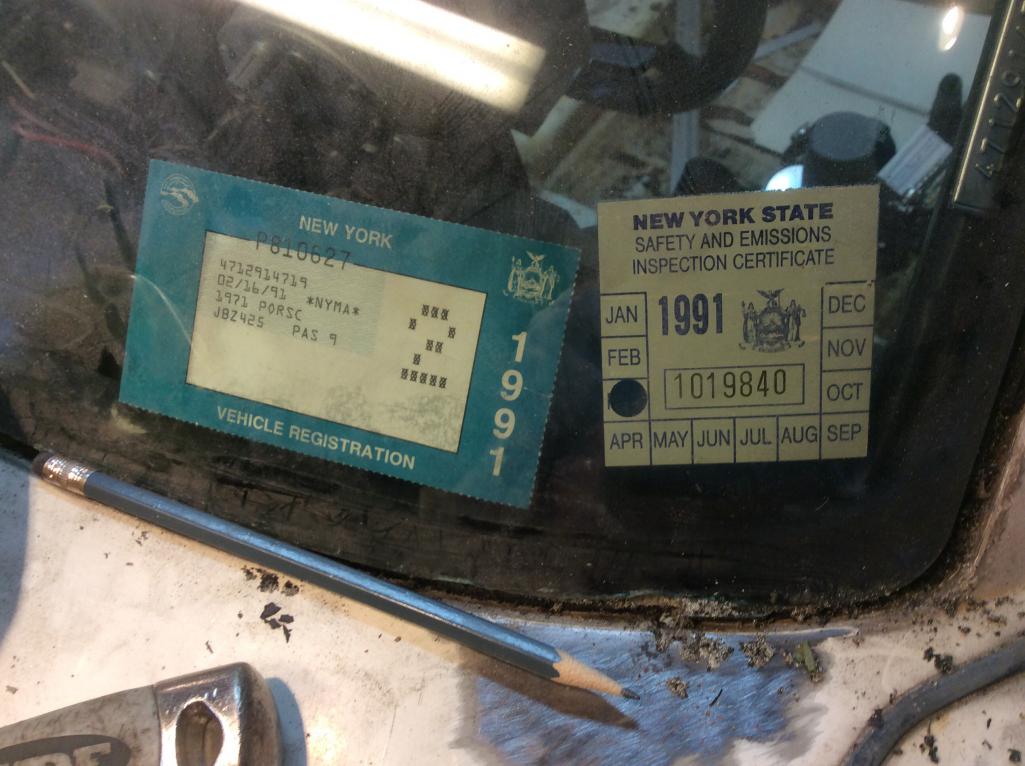 NEW YORK
P810627
4712914719
02/16/91 *NYMA*
1971 PORSC
JBZ425 PAS 9
1991
VEHICLE REGISTRATION
NEW YORK STATE
SAFETY AND EMISSIONS
INSPECTION CERTIFICATE
JAN 1991 DEC
FEB NOV
1019840 OCT
APR MAY JUN JUL AUG SEP